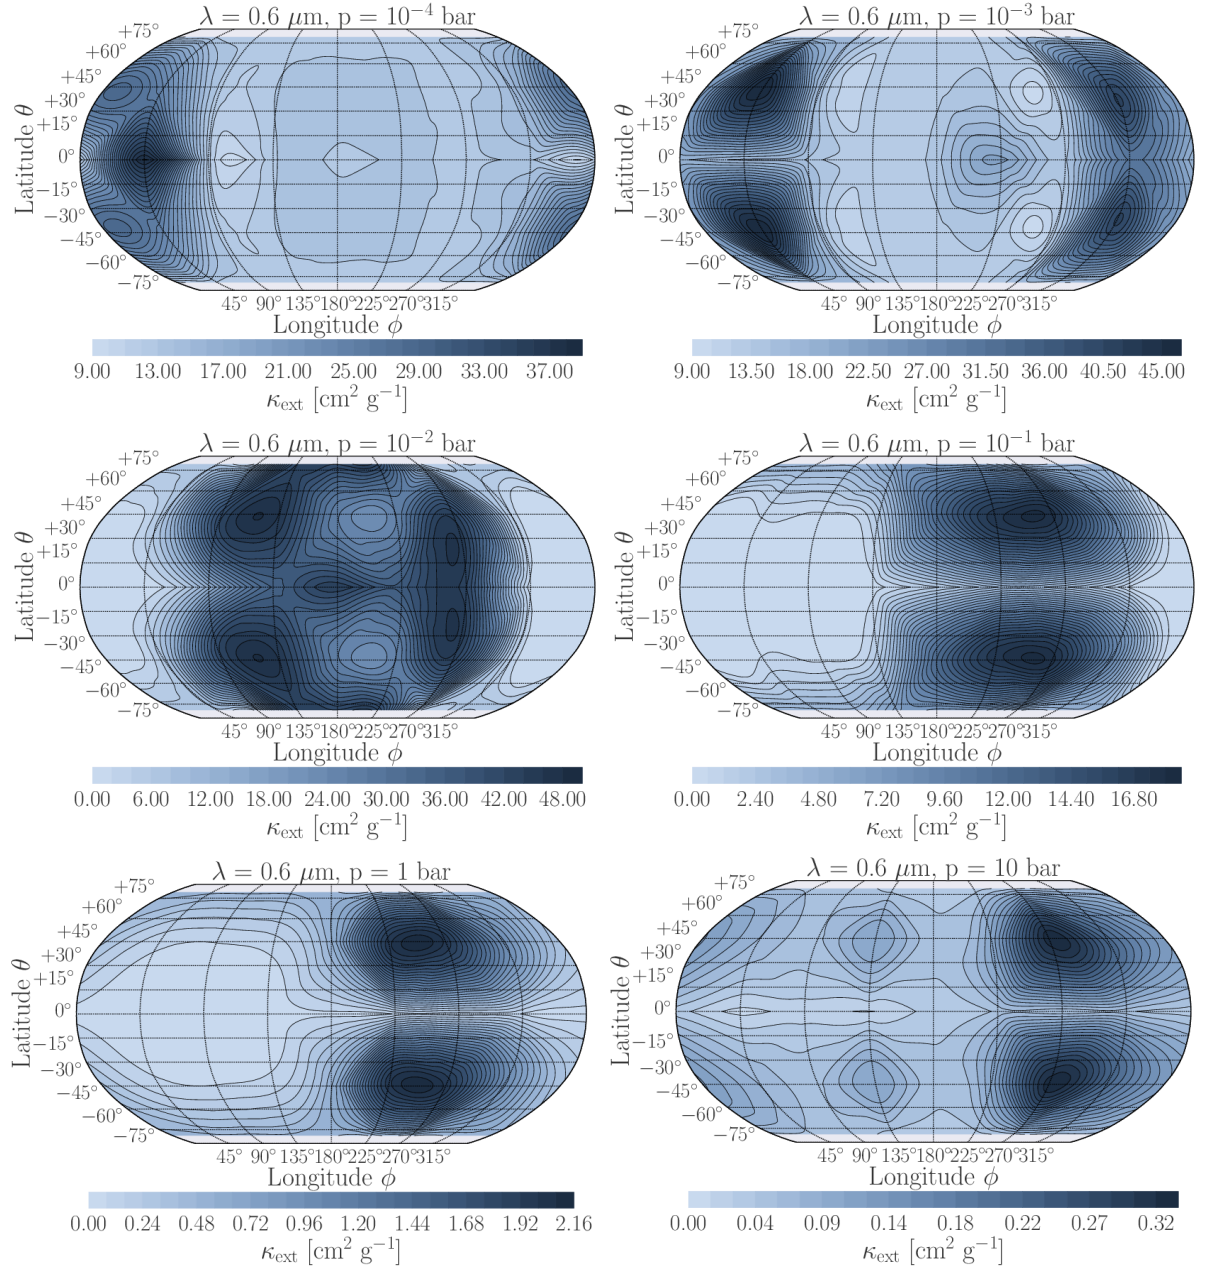 λ = 0.6 μm, p = 10⁻⁴ bar
+75°
+60°
+45°
+30°
+15°
0°
−15°
−30°
−45°
−60°
−75°
Latitude θ
45° 90° 135° 180° 225° 270° 315°
Longitude ϕ
9.00 13.00 17.00 21.00 25.00 29.00 33.00 37.00
κext [cm² g⁻¹]
λ = 0.6 μm, p = 10⁻³ bar
+75°
+60°
+45°
+30°
+15°
0°
−15°
−30°
−45°
−60°
−75°
Latitude θ
45° 90° 135° 180° 225° 270° 315°
Longitude ϕ
9.00 13.50 18.00 22.50 27.00 31.50 36.00 40.50 45.00
κext [cm² g⁻¹]
λ = 0.6 μm, p = 10⁻² bar
+75°
+60°
+45°
+30°
+15°
0°
−15°
−30°
−45°
−60°
−75°
Latitude θ
45° 90° 135° 180° 225° 270° 315°
Longitude ϕ
0.00 6.00 12.00 18.00 24.00 30.00 36.00 42.00 48.00
κext [cm² g⁻¹]
λ = 0.6 μm, p = 10⁻¹ bar
+75°
+60°
+45°
+30°
+15°
0°
−15°
−30°
−45°
−60°
−75°
Latitude θ
45° 90° 135° 180° 225° 270° 315°
Longitude ϕ
0.00 2.40 4.80 7.20 9.60 12.00 14.40 16.80
κext [cm² g⁻¹]
λ = 0.6 μm, p = 1 bar
+75°
+60°
+45°
+30°
+15°
0°
−15°
−30°
−45°
−60°
−75°
Latitude θ
45° 90° 135° 180° 225° 270° 315°
Longitude ϕ
0.00 0.24 0.48 0.72 0.96 1.20 1.44 1.68 1.92 2.16
κext [cm² g⁻¹]
λ = 0.6 μm, p = 10 bar
+75°
+60°
+45°
+30°
+15°
0°
−15°
−30°
−45°
−60°
−75°
Latitude θ
45° 90° 135° 180° 225° 270° 315°
Longitude ϕ
0.00 0.04 0.09 0.14 0.18 0.22 0.27 0.32
κext [cm² g⁻¹]